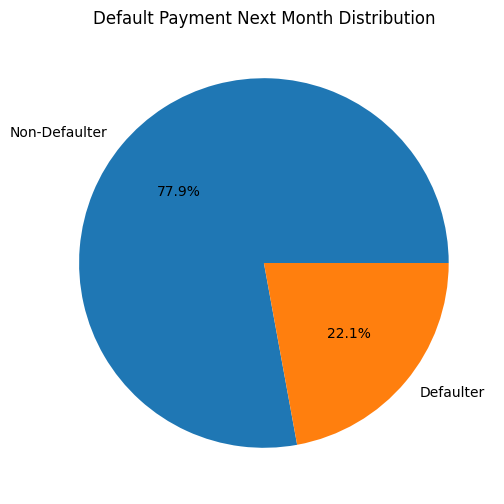 Default Payment Next Month Distribution
Non-Defaulter
77.9%
22.1%
Defaulter